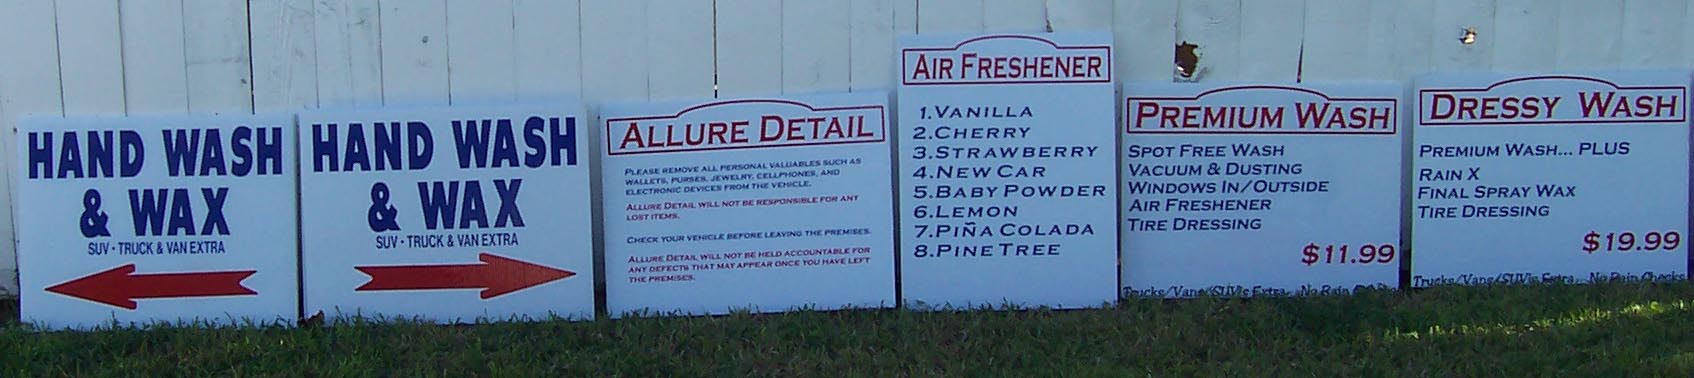 HAND WASH
& WAX
SUV · TRUCK & VAN EXTRA
HAND WASH
& WAX
SUV · TRUCK & VAN EXTRA
ALLURE DETAIL
PLEASE REMOVE ALL PERSONAL VALUABLES SUCH AS
WALLETS, PURSES, JEWELRY, CELLPHONES, AND
ELECTRONIC DEVICES FROM THE VEHICLE.
ALLURE DETAIL WILL NOT BE RESPONSIBLE FOR ANY
LOST ITEMS.
CHECK YOUR VEHICLE BEFORE LEAVING THE PREMISES.
ALLURE DETAIL WILL NOT BE HELD ACCOUNTABLE FOR
ANY DEFECTS THAT MAY APPEAR ONCE YOU HAVE LEFT
THE PREMISES.
AIR FRESHENER
1. VANILLA
2. CHERRY
3. STRAWBERRY
4. NEW CAR
5. BABY POWDER
6. LEMON
7. PIÑA COLADA
8. PINE TREE
PREMIUM WASH
SPOT FREE WASH
VACUUM & DUSTING
WINDOWS IN/OUTSIDE
AIR FRESHENER
TIRE DRESSING
$11.99
Trucks/Vans/SUV's Extra... No Rain
DRESSY WASH
PREMIUM WASH... PLUS
RAIN X
FINAL SPRAY WAX
TIRE DRESSING
$19.99
Trucks/Vans/SUV's Extra... No Rain Checks